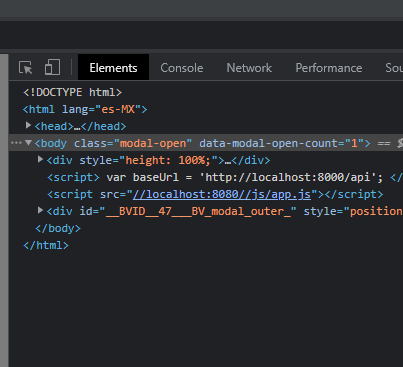 Elements Console Network Performance Sou
<!DOCTYPE html>
<html lang="es-MX">
<head>…</head>
<body class="modal-open" data-modal-open-count="1"> == $
<div style="height: 100%;">…</div>
<script> var baseUrl = 'http://localhost:8000/api'; </
<script src="//localhost:8080//js/app.js"></script>
<div id="__BVID__47___BV_modal_outer_" style="position
</body>
</html>